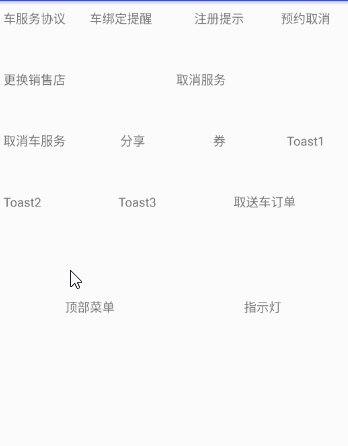 车服务协议 车绑定提醒 注册提示 预约取消
更换销售店 取消服务
取消车服务 分享 券 Toast1
Toast2 Toast3 取送车订单
顶部菜单 指示灯